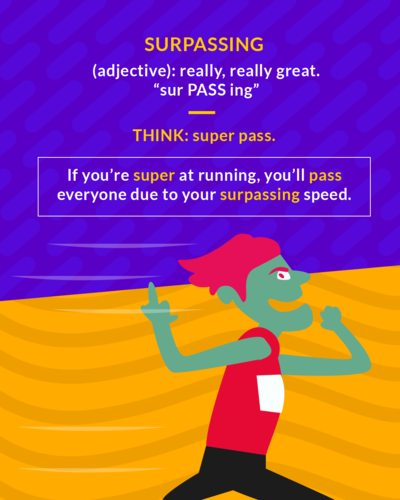 SURPASSING
(adjective): really, really great.
“sur PASS ing”
THINK: super pass.
If you’re super at running, you’ll pass
everyone due to your surpassing speed.